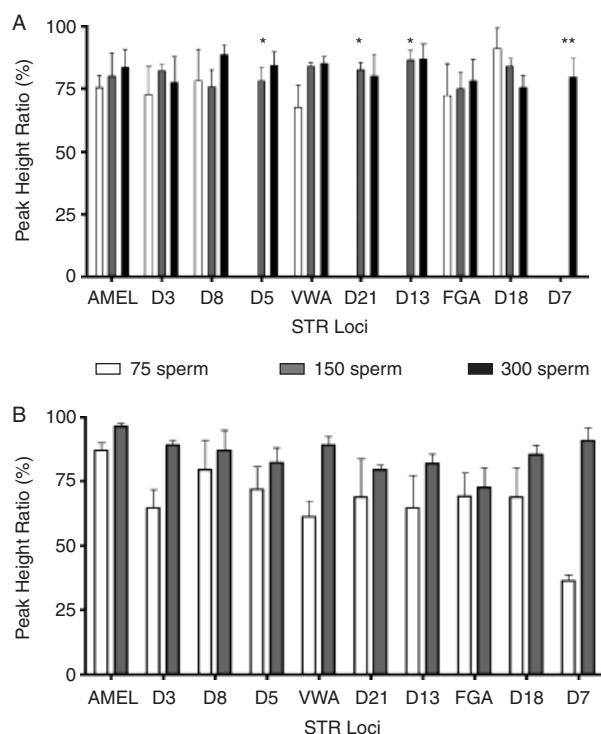 A
Peak Height Ratio (%)
100
75
50
25
0
* * * **
AMEL D3 D8 D5 VWA D21 D13 FGA D18 D7
STR Loci
75 sperm 150 sperm 300 sperm
B
Peak Height Ratio (%)
100
75
50
25
0
AMEL D3 D8 D5 VWA D21 D13 FGA D18 D7
STR Loci